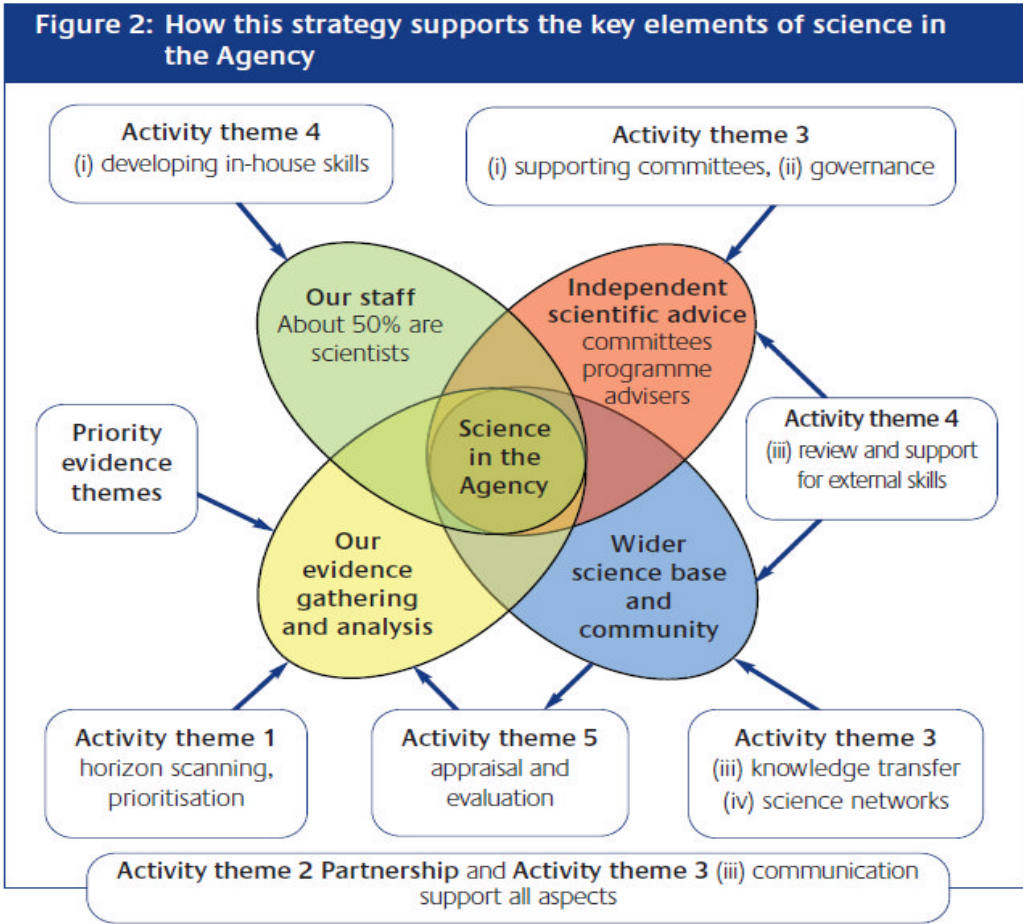 Figure 2: How this strategy supports the key elements of science in
the Agency
Activity theme 4
(i) developing in-house skills
Activity theme 3
(i) supporting committees, (ii) governance
Our staff
About 50% are
scientists
Independent
scientific advice
committees
programme
advisers
Priority
evidence
themes
Science
in the
Agency
Activity theme 4
(iii) review and support
for external skills
Our
evidence
gathering
and analysis
Wider
science base
and
community
Activity theme 1
horizon scanning,
prioritisation
Activity theme 5
appraisal and
evaluation
Activity theme 3
(iii) knowledge transfer
(iv) science networks
Activity theme 2 Partnership and Activity theme 3 (iii) communication
support all aspects